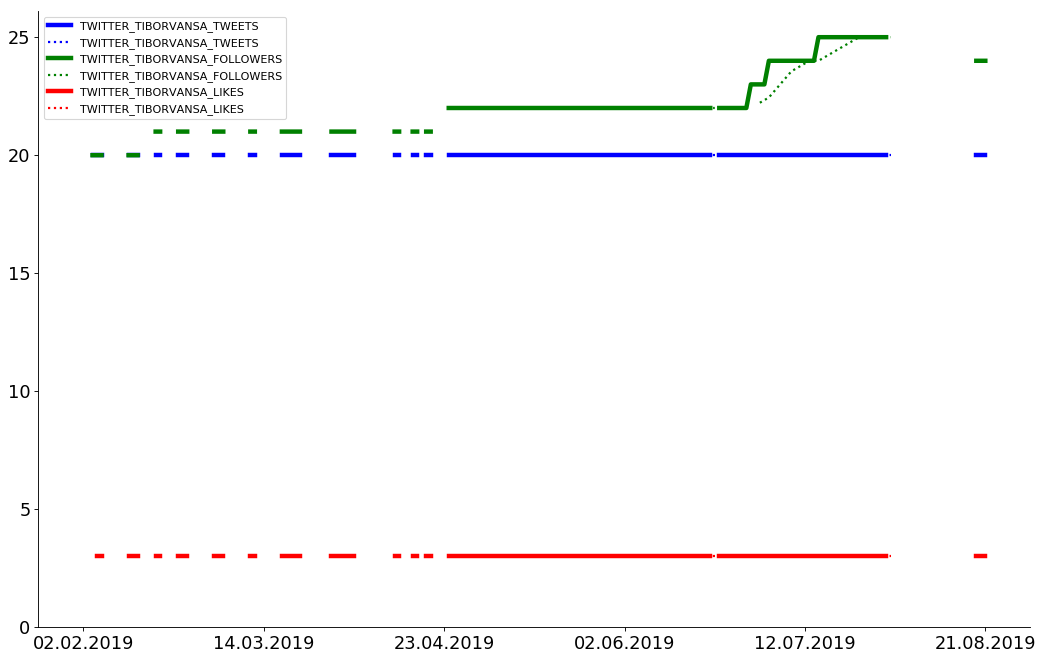 TWITTER_TIBORVANSA_TWEETS
TWITTER_TIBORVANSA_TWEETS
TWITTER_TIBORVANSA_FOLLOWERS
TWITTER_TIBORVANSA_FOLLOWERS
TWITTER_TIBORVANSA_LIKES
TWITTER_TIBORVANSA_LIKES
25
20
15
10
5
0
02.02.2019 14.03.2019 23.04.2019 02.06.2019 12.07.2019 21.08.2019